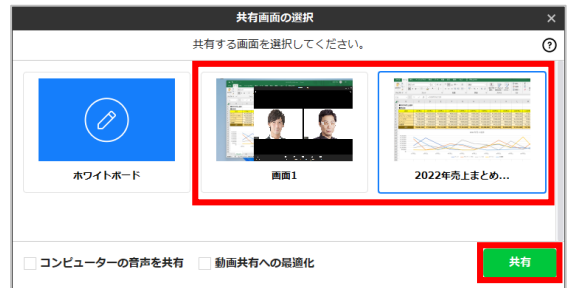 共有画面の選択
共有する画面を選択してください。
ホワイトボード
画面1
2022年売上まとめ...
コンピューターの音声を共有
動画共有への最適化
共有